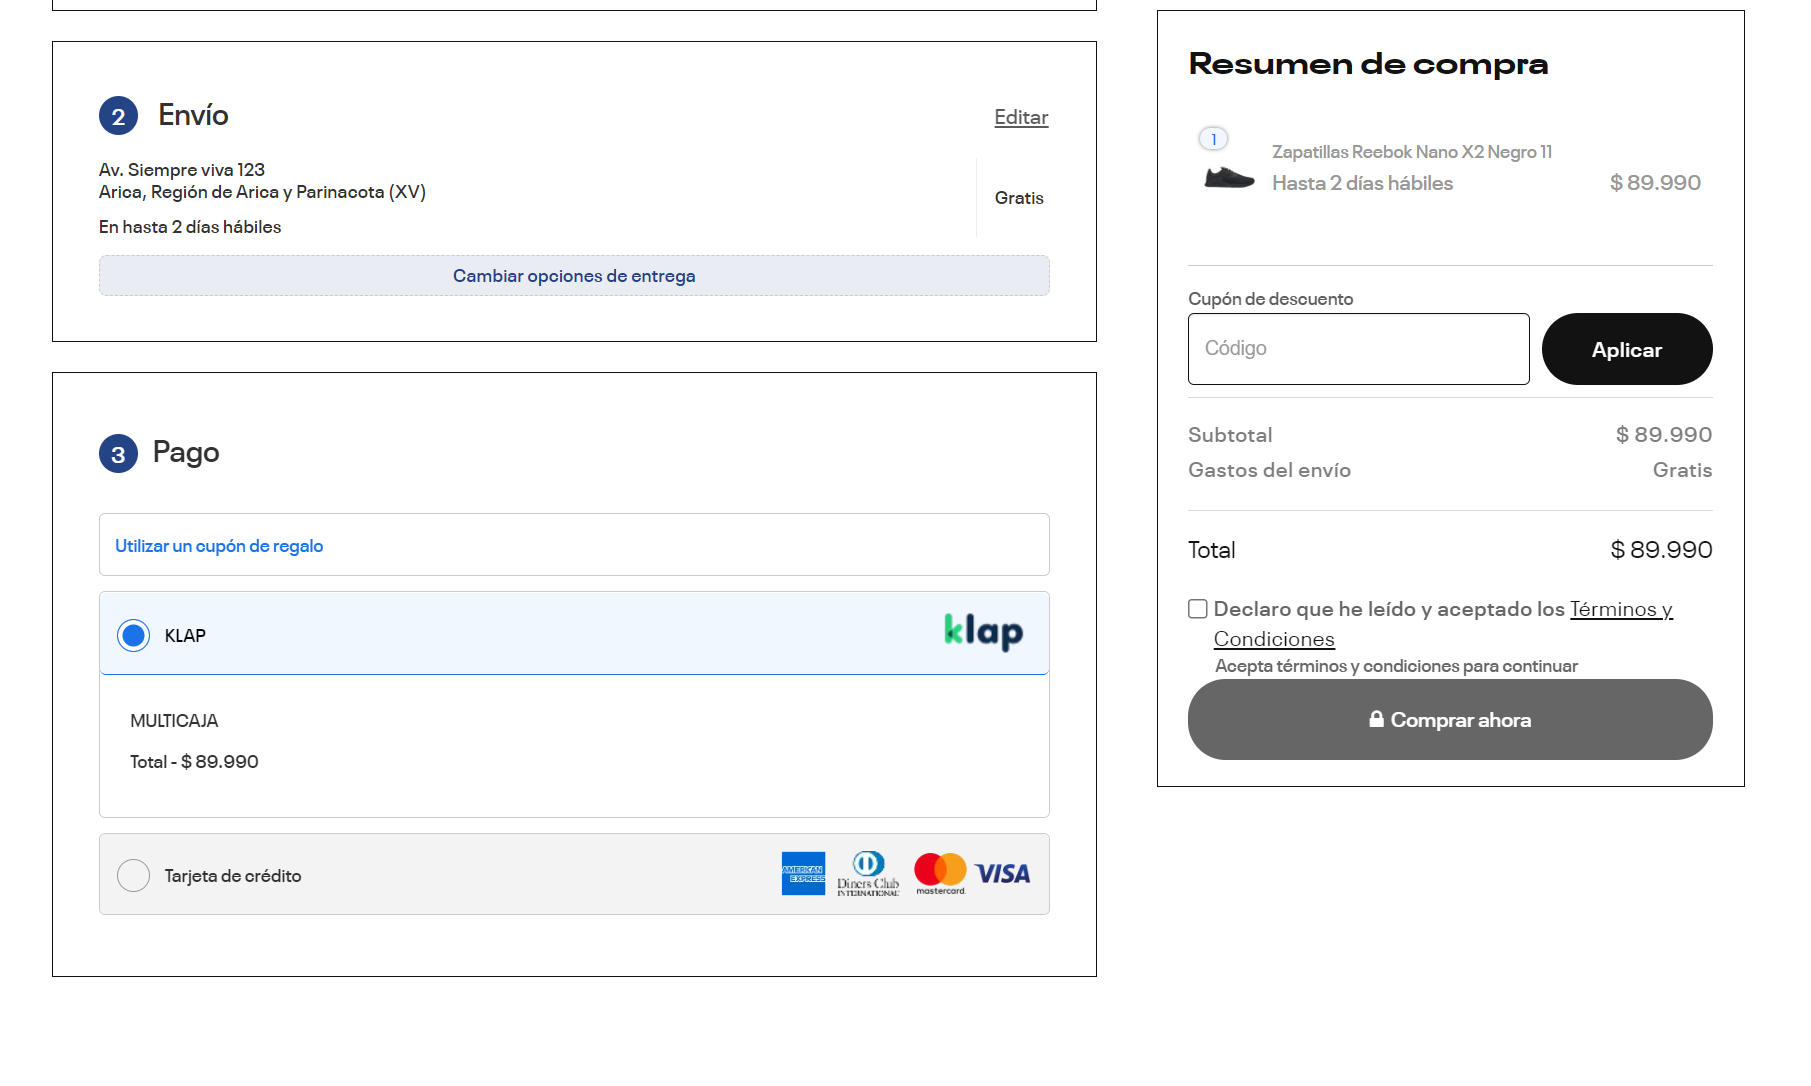 2 Envío
Editar
Av. Siempre viva 123
Arica, Región de Arica y Parinacota (XV)
En hasta 2 días hábiles
Gratis
Cambiar opciones de entrega
3 Pago
Utilizar un cupón de regalo
KLAP
klap
MULTICAJA
Total - $ 89.990
Tarjeta de crédito
AMERICAN
EXPRESS
Diners Club
INTERNATIONAL
mastercard.
VISA
Resumen de compra
1
Zapatillas Reebok Nano X2 Negro 11
Hasta 2 días hábiles
$ 89.990
Cupón de descuento
Código
Aplicar
Subtotal
$ 89.990
Gastos del envío
Gratis
Total
$ 89.990
Declaro que he leído y aceptado los Términos y
Condiciones
Acepta términos y condiciones para continuar
Comprar ahora